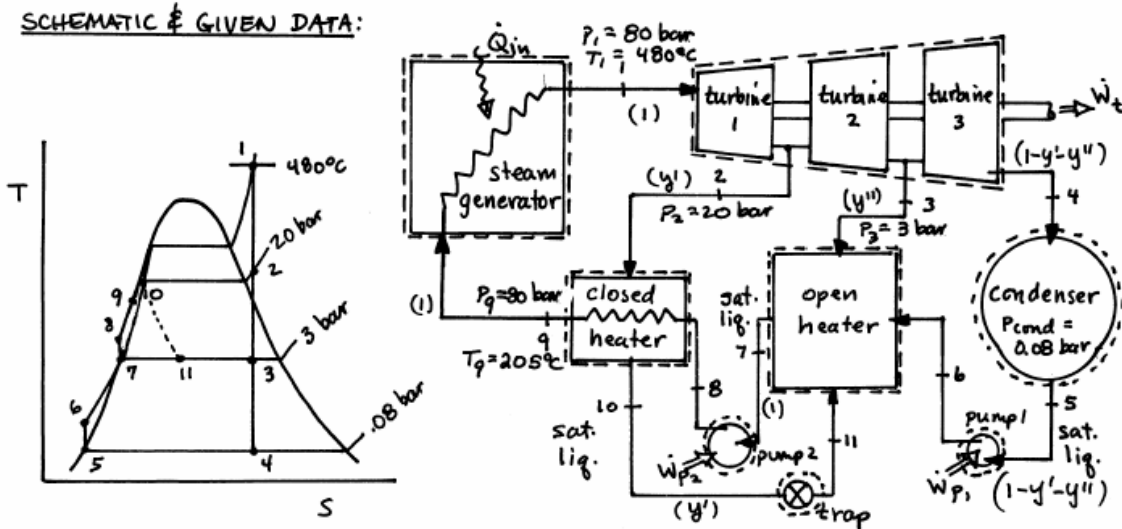 SCHEMATIC & GIVEN DATA:
T
1
480°C
20 bar
2
9
10
8
3 bar
7
11
3
6
.08 bar
5
4
S
Q̇in
P₁ = 80 bar
T₁ = 480°C
1
(1)
steam
generator
turbine
1
turbine
2
turbine
3
Ẇt
(1-y'-y")
(y')
2
P₂ = 20 bar
(y")
3
P₃ = 3 bar
4
(1)
P9 = 80 bar
9
T9 = 205°C
closed
heater
sat.
liq.
7
open
heater
condenser
Pcond =
0.08 bar
8
(1)
6
5
10
sat.
liq.
Ẇp₂
pump 2
11
pump 1
sat.
liq.
Ẇp₁
(1-y'-y")
(y')
trap